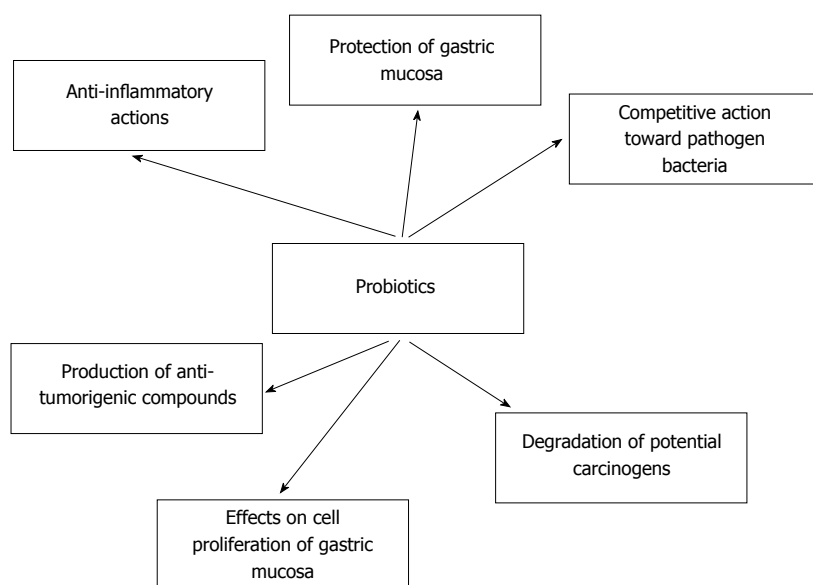 Protection of gastric
mucosa
Anti-inflammatory
actions
Competitive action
toward pathogen
bacteria
Probiotics
Production of anti-
tumorigenic compounds
Degradation of potential
carcinogens
Effects on cell
proliferation of gastric
mucosa